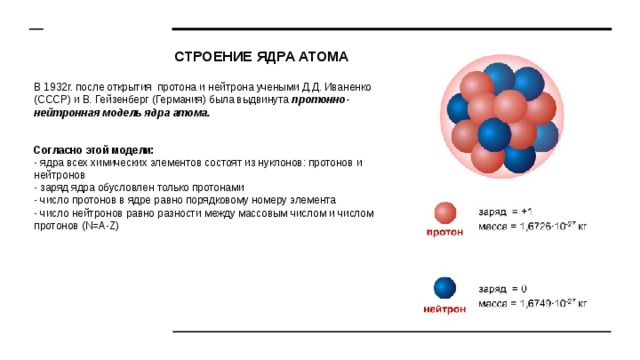 СТРОЕНИЕ ЯДРА АТОМА
В 1932г. после открытия протона и нейтрона учеными Д.Д. Иваненко
(СССР) и В. Гейзенберг (Германия) была выдвинута протонно-
нейтронная модель ядра атома.
Согласно этой модели:
- ядра всех химических элементов состоят из нуклонов: протонов и
нейтронов
- заряд ядра обусловлен только протонами
- число протонов в ядре равно порядковому номеру элемента
- число нейтронов равно разности между массовым числом и числом
протонов (N=A-Z)
протон
заряд = +1
масса = 1,6726·10⁻²⁷ кг
нейтрон
заряд = 0
масса = 1,6749·10⁻²⁷ кг